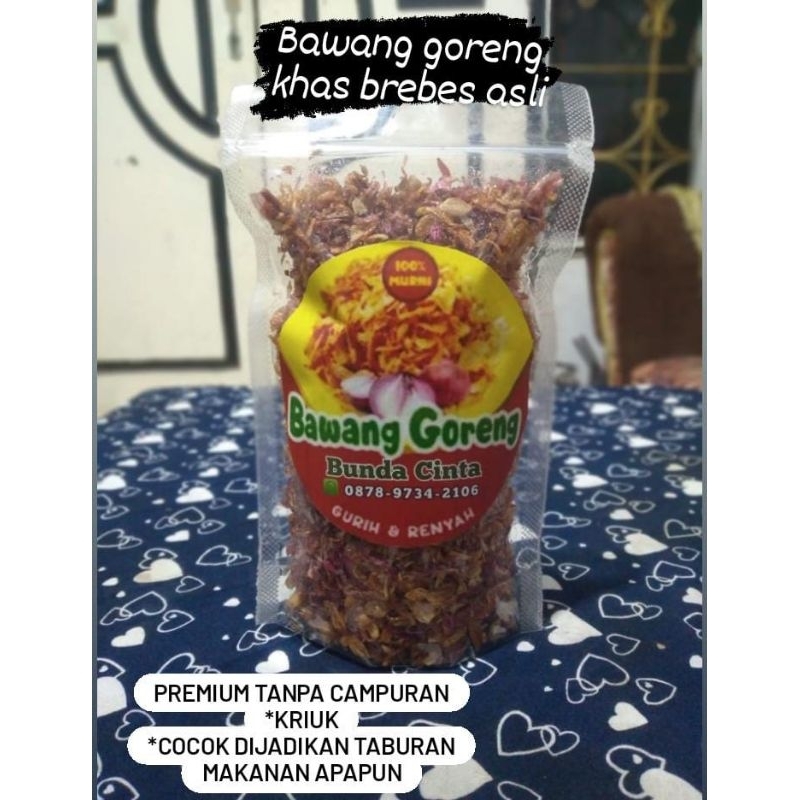 Bawang goreng
khas brebes asli
100%
MURNI
Bawang Goreng
Bunda Cinta
0878-9734-2106
GURIH & RENYAH
PREMIUM TANPA CAMPURAN
*KRIUK
*COCOK DIJADIKAN TABURAN
MAKANAN APAPUN